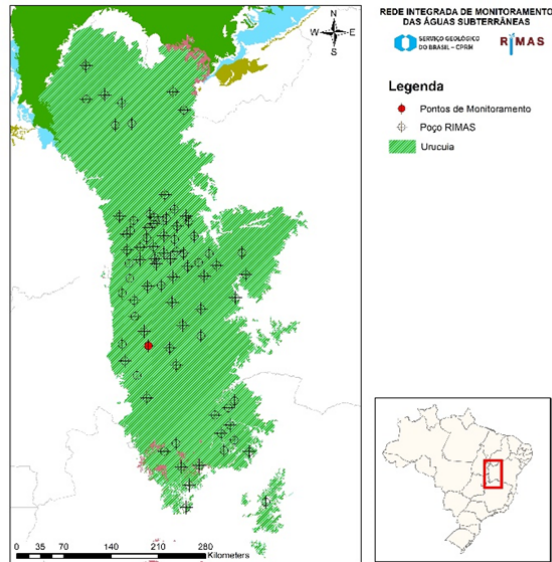 REDE INTEGRADA DE MONITORAMENTO
DAS ÁGUAS SUBTERRÂNEAS
SERVIÇO GEOLÓGICO
DO BRASIL – CPRM
RIMAS
N
W E
S
Legenda
Pontos de Monitoramento
Poço RIMAS
Urucuia
0 35 70 140 210 280
Kilometers